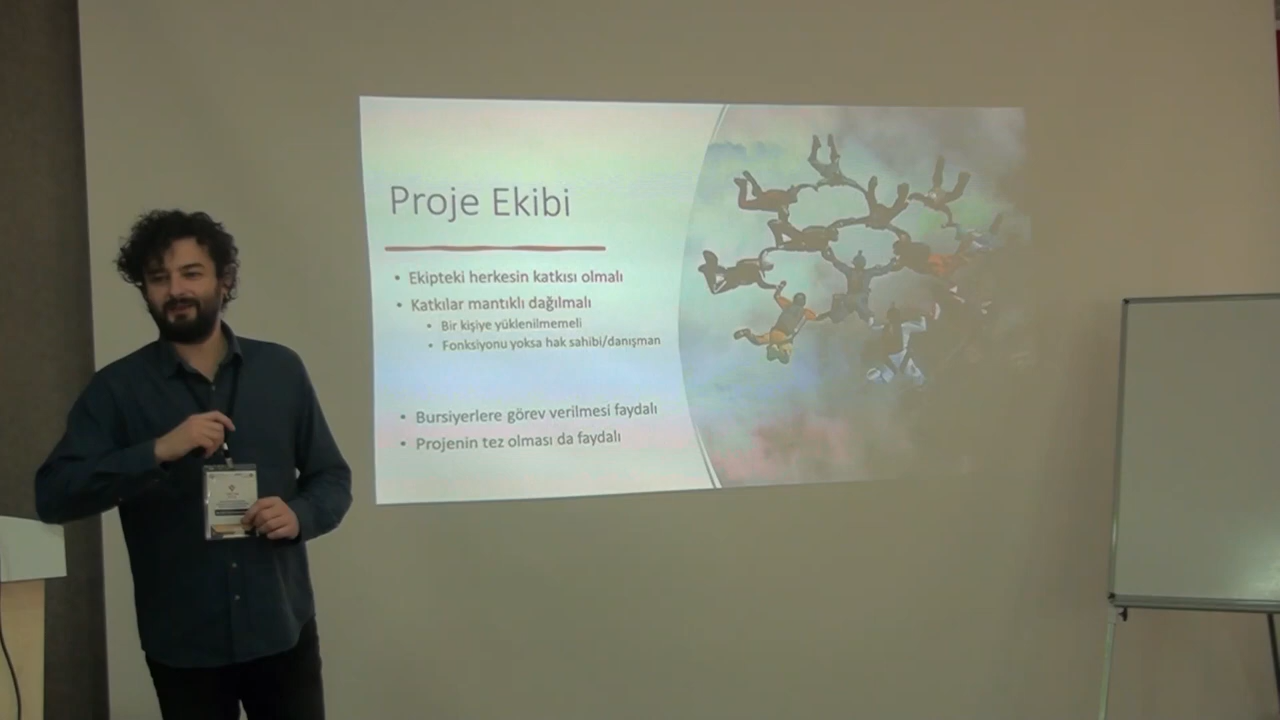 Proje Ekibi
• Ekipteki herkesin katkısı olmalı
• Katkılar mantıklı dağılmalı
• Bir kişiye yüklenilmemeli
• Fonksiyonu yoksa hak sahibi/danışman
• Bursiyerlere görev verilmesi faydalı
• Projenin tez olması da faydalı